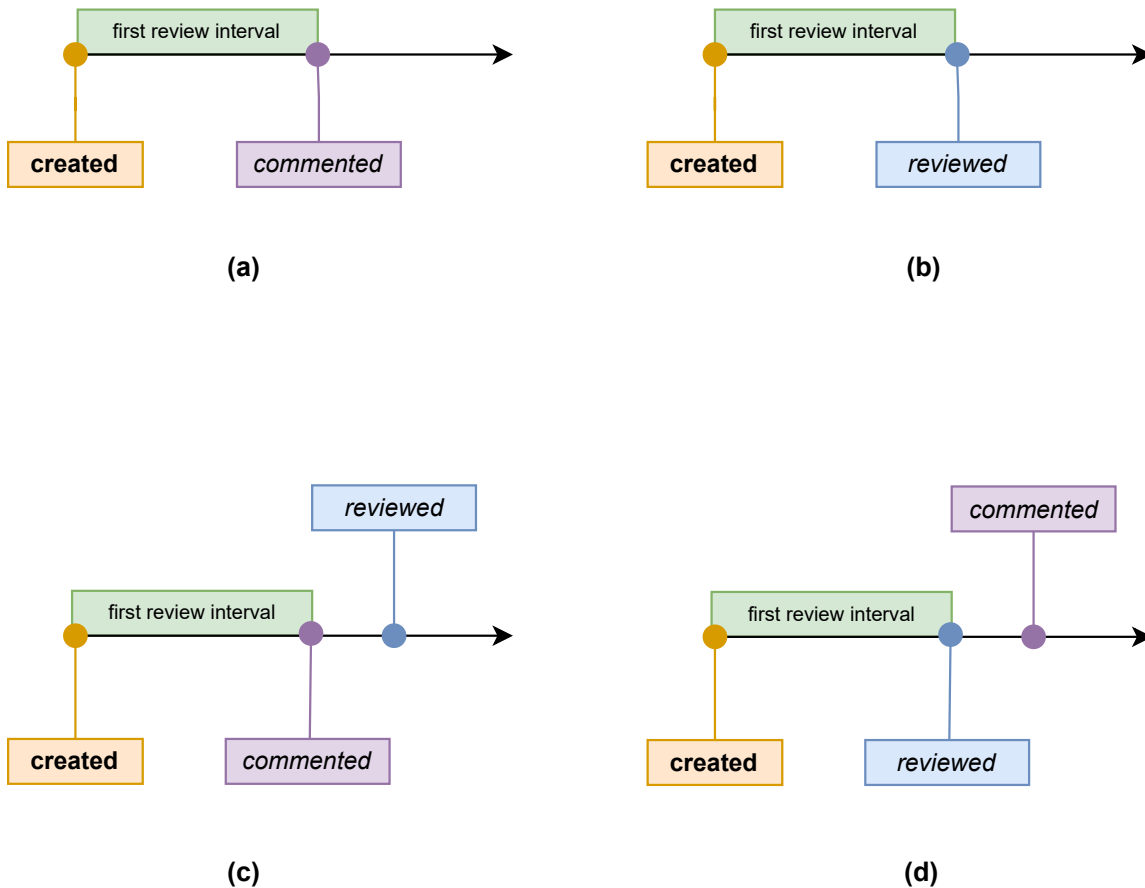 first review interval
created
commented
(a)
first review interval
created
reviewed
(b)
reviewed
first review interval
created
commented
(c)
commented
first review interval
created
reviewed
(d)